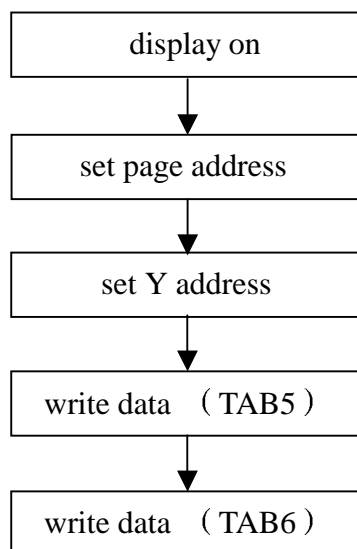 display on
set page address
set Y address
write data （TAB5）
write data （TAB6）